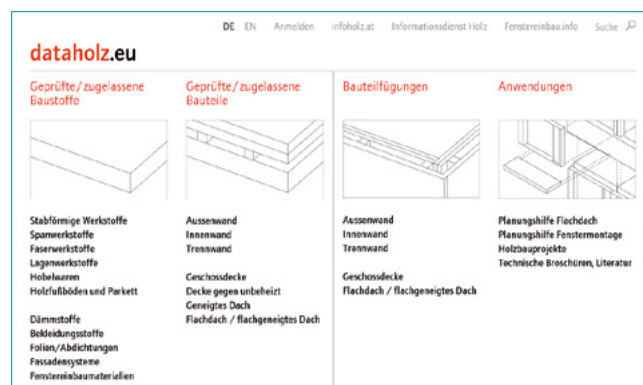 DE EN Anmelden infoholz.at Informationsdienst Holz Fenstereinbau.info Suche
dataholz.eu
Geprüfte/zugelassene
Baustoffe
Stabförmige Werkstoffe
Spanwerkstoffe
Faserwerkstoffe
Lagenwerkstoffe
Hobelwaren
Holzfußböden und Parkett
Dämmstoffe
Bekleidungsstoffe
Folien/Abdichtungen
Fassadensysteme
Fenstereinbaumaterialien
Geprüfte/zugelassene
Bauteile
Aussenwand
Innenwand
Trennwand
Geschossdecke
Decke gegen unbeheizt
Geneigtes Dach
Flachdach / flachgeneigtes Dach
Bauteilfügungen
Aussenwand
Innenwand
Trennwand
Geschossdecke
Flachdach / flachgeneigtes Dach
Anwendungen
Planungshilfe Flachdach
Planungshilfe Fenstermontage
Holzbauprojekte
Technische Broschüren, Literatur